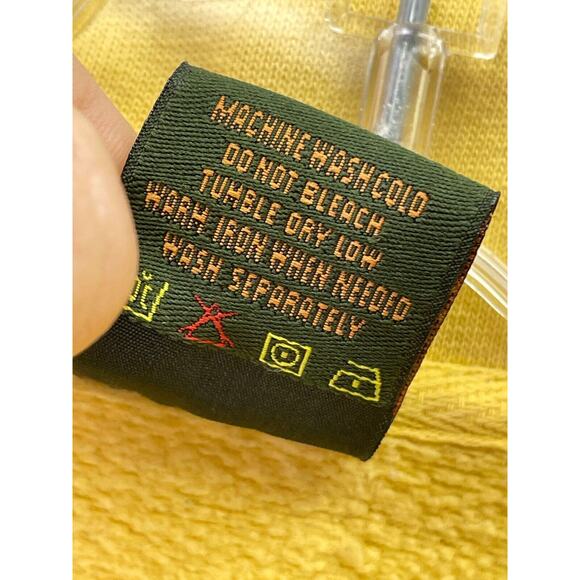 MACHINE WASH COLD
DO NOT BLEACH
TUMBLE DRY LOW
WARM IRON WHEN NEEDED
WASH SEPARATELY